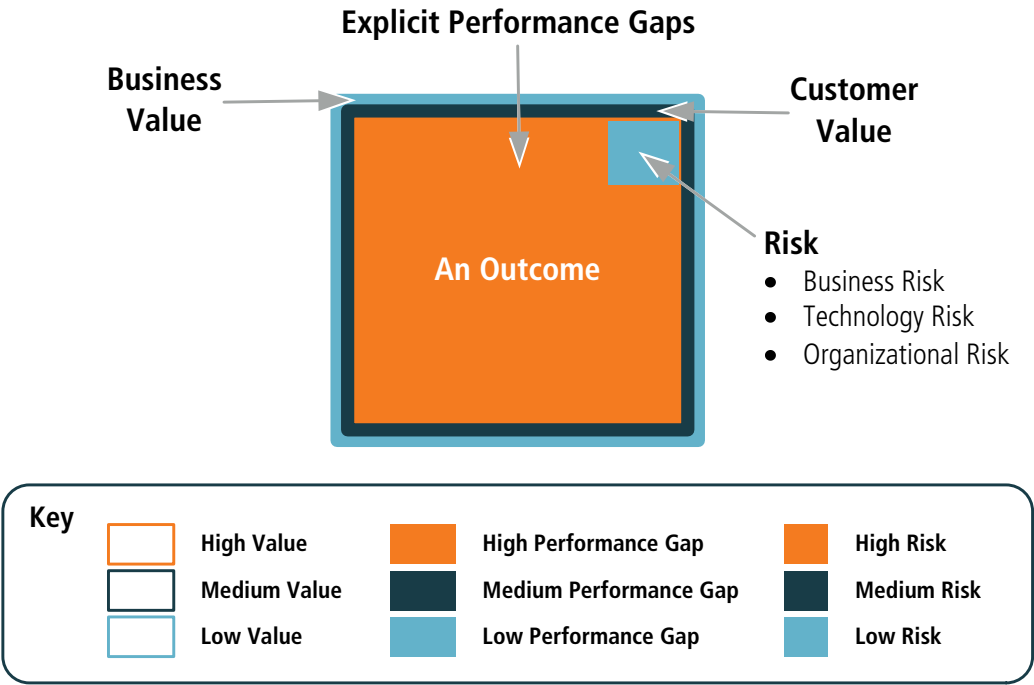 Explicit Performance Gaps
Business
Value
Customer
Value
An Outcome
Risk
• Business Risk
• Technology Risk
• Organizational Risk
Key
High Value
High Performance Gap
High Risk
Medium Value
Medium Performance Gap
Medium Risk
Low Value
Low Performance Gap
Low Risk